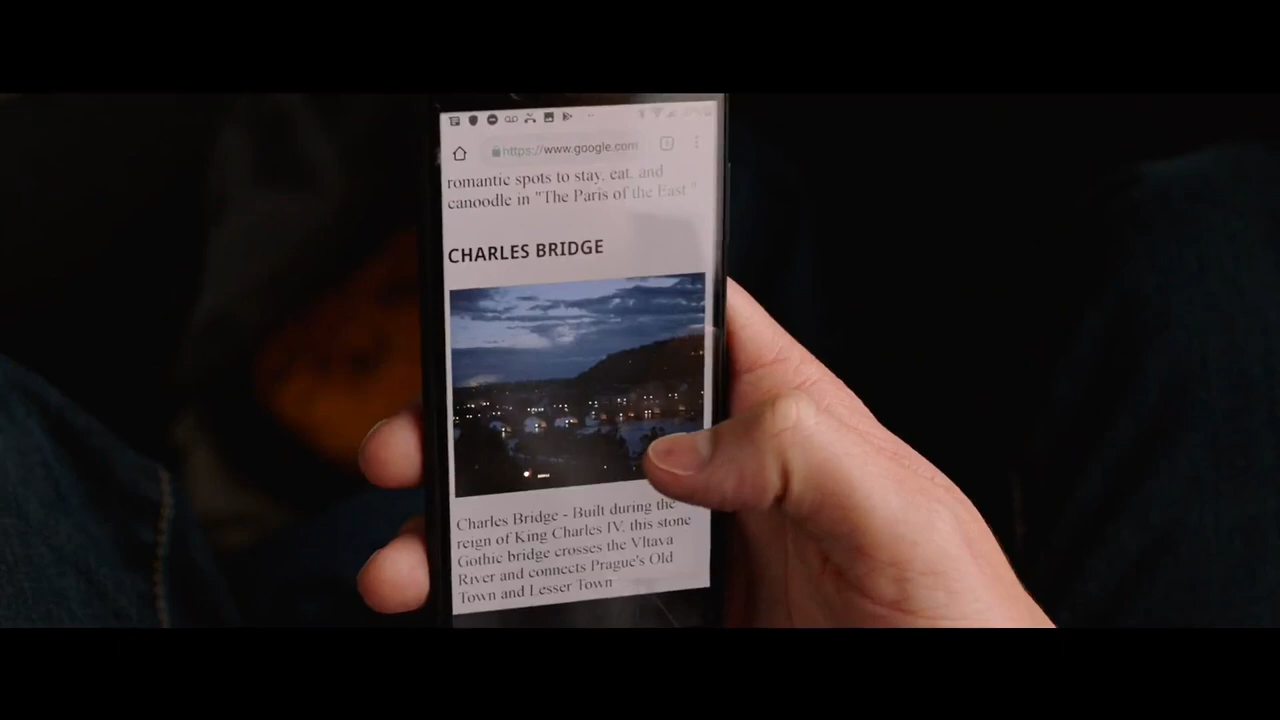 https://www.google.com
romantic spots to stay, eat, and
canoodle in "The Paris of the East."
CHARLES BRIDGE
Charles Bridge - Built during the
reign of King Charles IV, this stone
Gothic bridge crosses the Vltava
River and connects Prague's Old
Town and Lesser Town